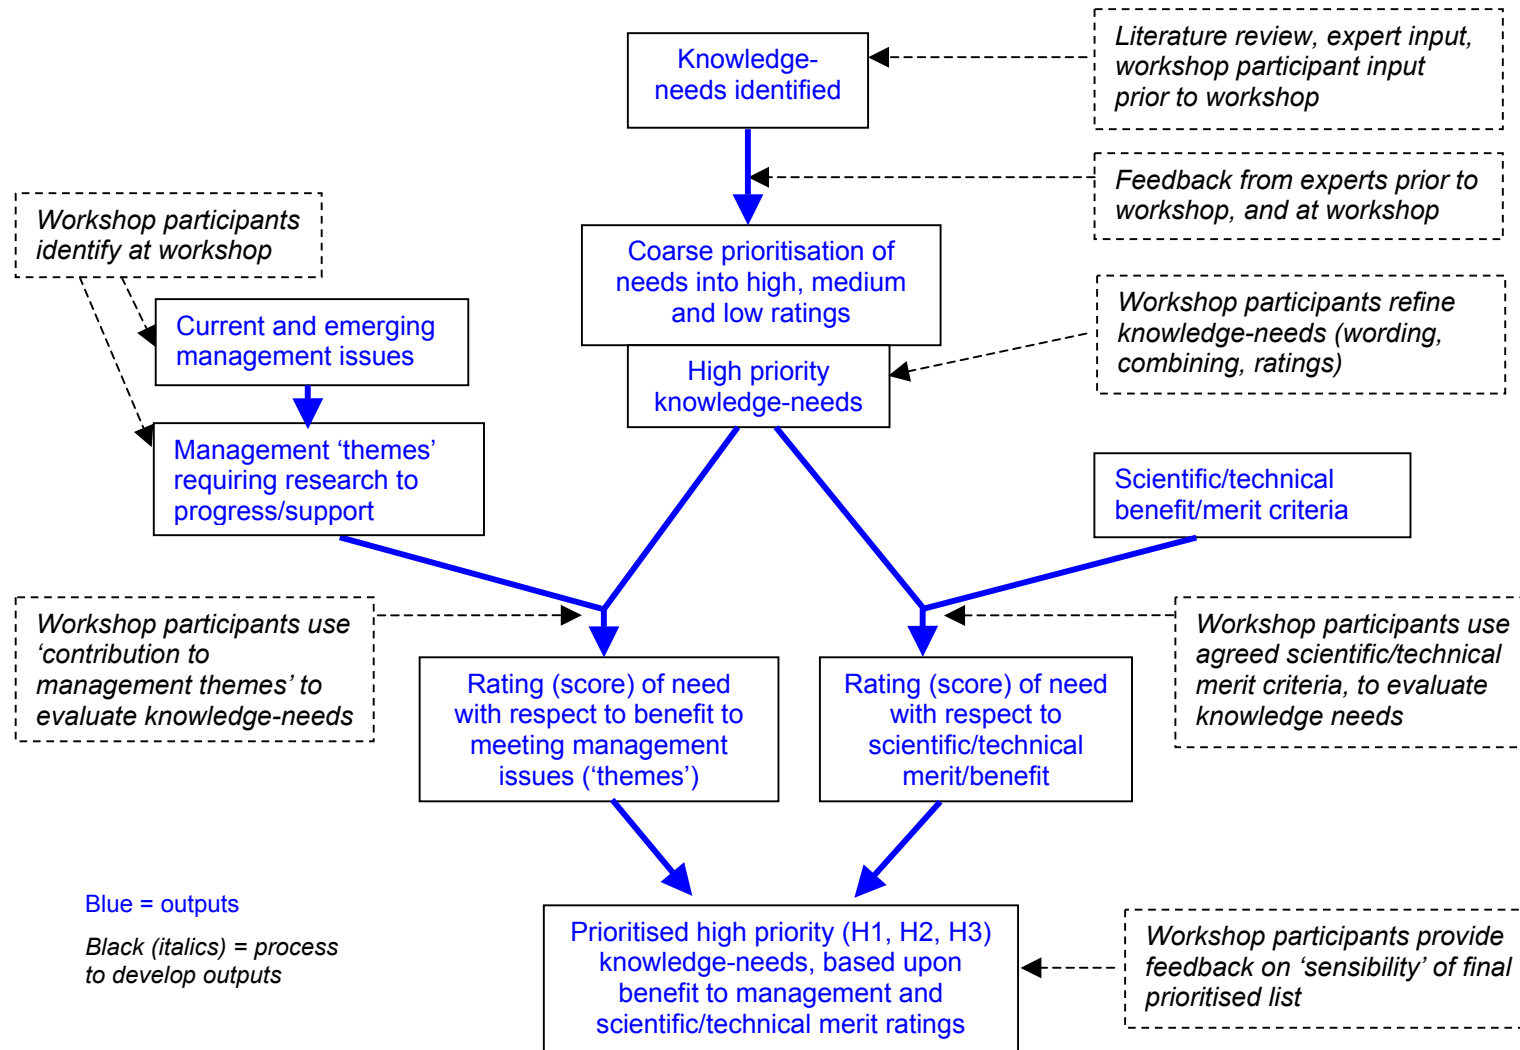 Knowledge-
needs identified
Literature review, expert input,
workshop participant input
prior to workshop
Feedback from experts prior to
workshop, and at workshop
Workshop participants
identify at workshop
Coarse prioritisation of
needs into high, medium
and low ratings
Current and emerging
management issues
Workshop participants refine
knowledge-needs (wording,
combining, ratings)
High priority
knowledge-needs
Management ‘themes’
requiring research to
progress/support
Scientific/technical
benefit/merit criteria
Workshop participants use
‘contribution to
management themes’ to
evaluate knowledge-needs
Workshop participants use
agreed scientific/technical
merit criteria, to evaluate
knowledge needs
Rating (score) of need
with respect to benefit to
meeting management
issues (‘themes’)
Rating (score) of need
with respect to
scientific/technical
merit/benefit
Blue = outputs
Black (italics) = process
to develop outputs
Prioritised high priority (H1, H2, H3)
knowledge-needs, based upon
benefit to management and
scientific/technical merit ratings
Workshop participants provide
feedback on ‘sensibility’ of final
prioritised list